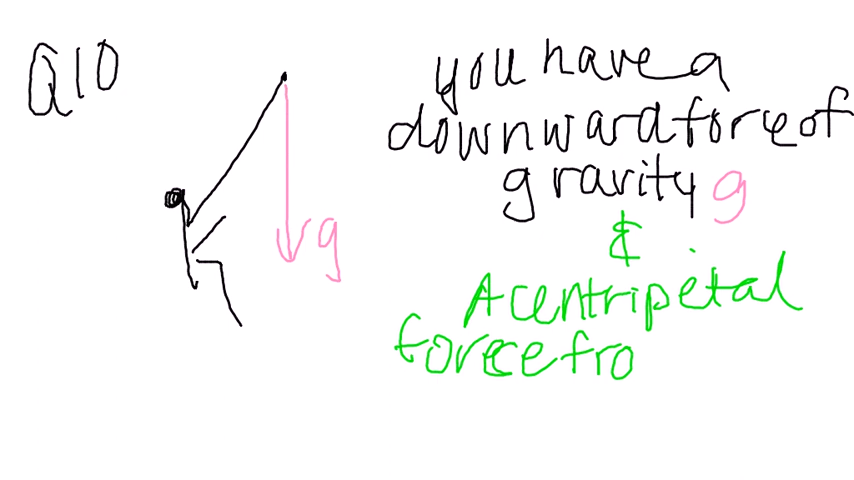 Q10
you have a
downward force of
gravity g
&
A centripetal
force fro
g